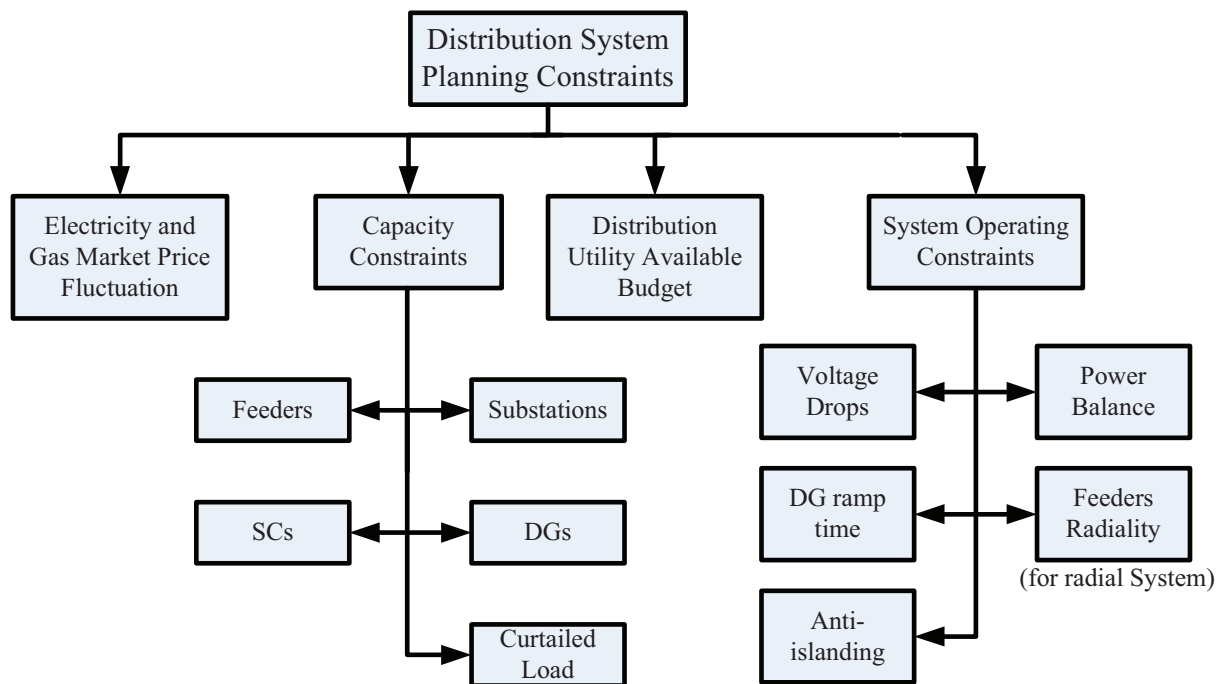 Distribution System
Planning Constraints
Electricity and
Gas Market Price
Fluctuation
Capacity
Constraints
Distribution
Utility Available
Budget
System Operating
Constraints
Feeders
Substations
SCs
DGs
Curtailed
Load
Voltage
Drops
Power
Balance
DG ramp
time
Feeders
Radiality
(for radial System)
Anti-
islanding